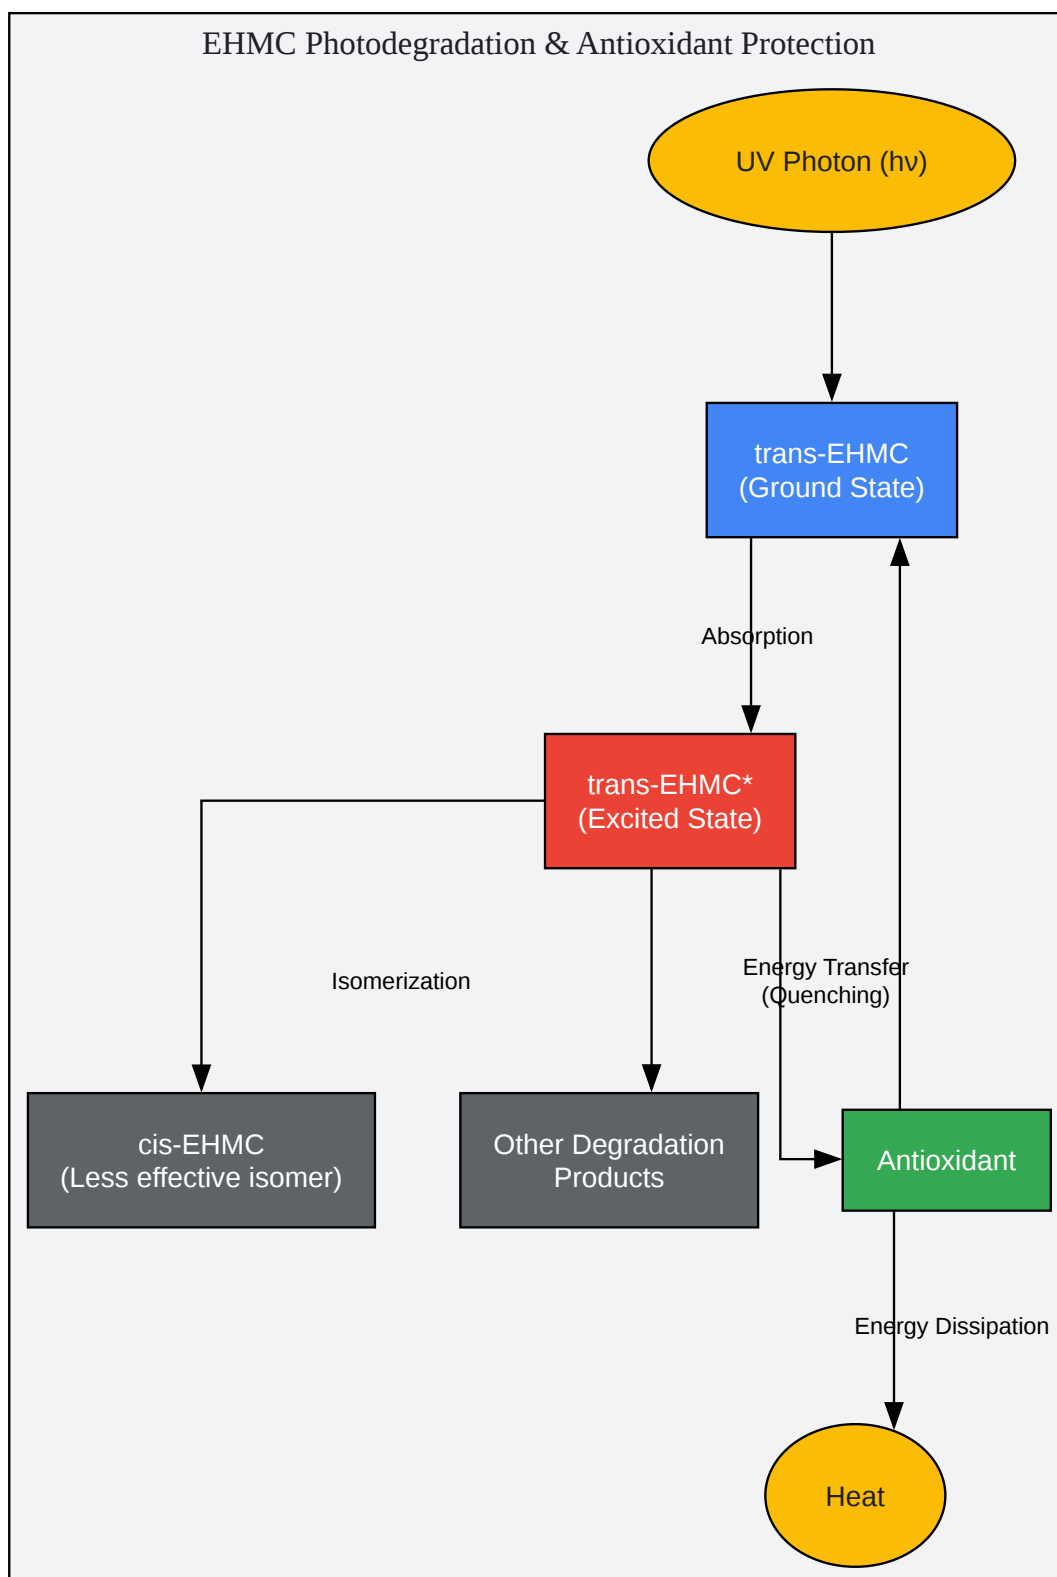 EHMC Photodegradation & Antioxidant Protection
UV Photon (hν)
trans-EHMC
(Ground State)
Absorption
trans-EHMC*
(Excited State)
Isomerization
Energy Transfer
(Quenching)
cis-EHMC
(Less effective isomer)
Other Degradation
Products
Antioxidant
Energy Dissipation
Heat